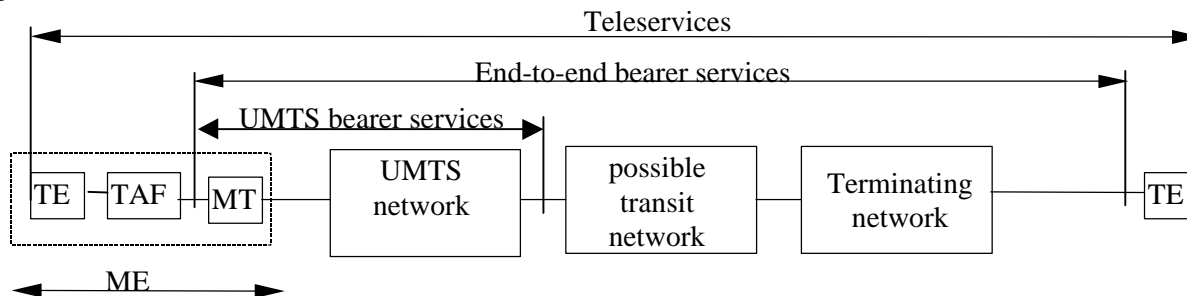 Teleservices
End-to-end bearer services
UMTS bearer services
TE
TAF
MT
UMTS
network
possible
transit
network
Terminating
network
TE
ME